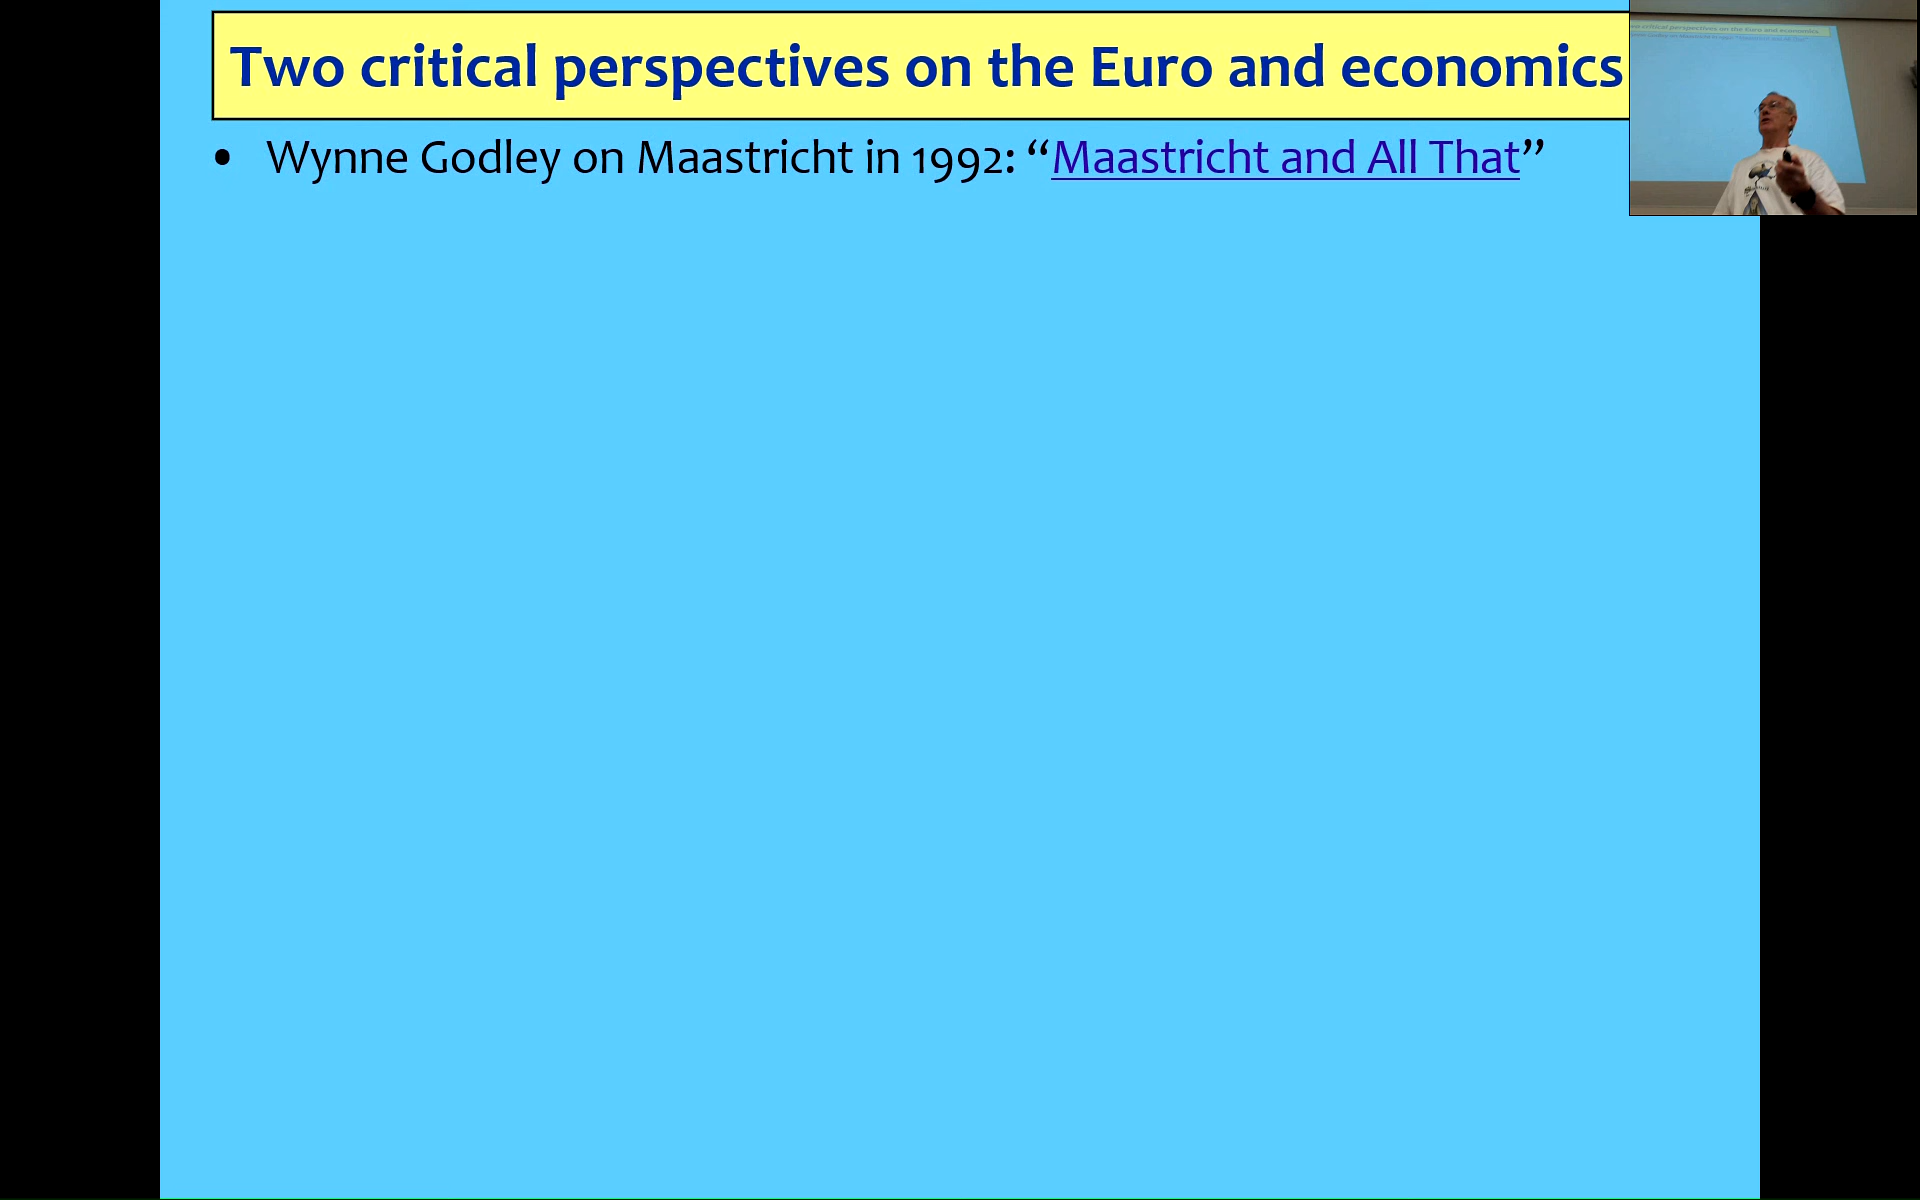 Two critical perspectives on the Euro and economics
• Wynne Godley on Maastricht in 1992: “Maastricht and All That”